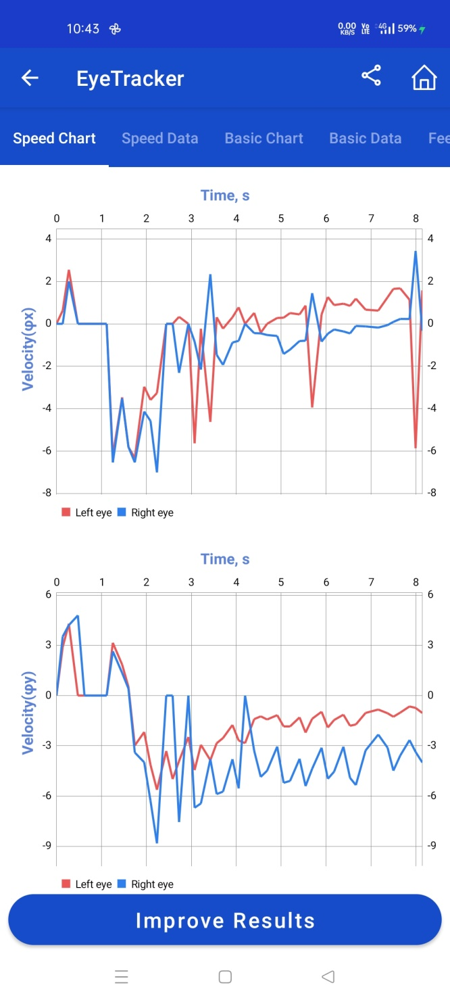 10:43 0.00 KB/S Vo LTE 4G 59%
EyeTracker
Speed Chart Speed Data Basic Chart Basic Data Fee
Time, s
0 1 2 3 4 5 6 7 8
4 4
2 2
0 0
-2 -2
-4 -4
-6 -6
-8 -8
Velocity(φx)
Left eye Right eye
Time, s
0 1 2 3 4 5 6 7 8
6 6
3 3
0 0
-3 -3
-6 -6
-9 -9
Velocity(φy)
Left eye Right eye
Improve Results